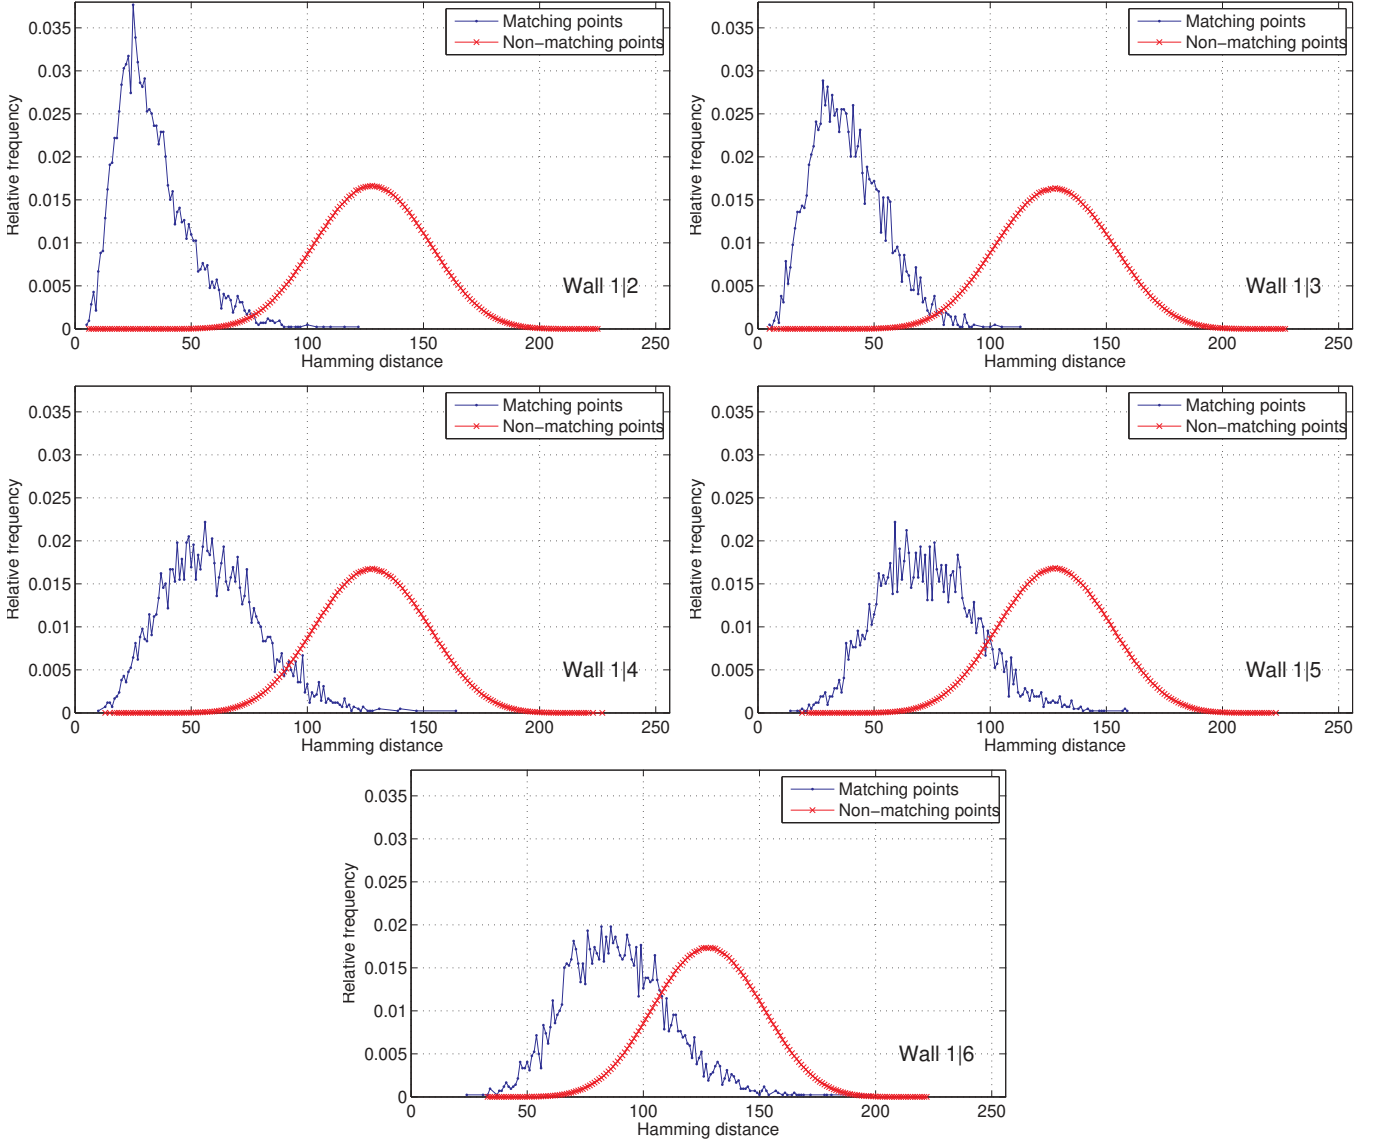 0.035
0.03
0.025
0.02
0.015
0.01
0.005
0
Relative frequency
0 50 100 150 200 250
Hamming distance
Matching points
Non−matching points
Wall 1|2
0.035
0.03
0.025
0.02
0.015
0.01
0.005
0
Relative frequency
0 50 100 150 200 250
Hamming distance
Matching points
Non−matching points
Wall 1|3
0.035
0.03
0.025
0.02
0.015
0.01
0.005
0
Relative frequency
0 50 100 150 200 250
Hamming distance
Matching points
Non−matching points
Wall 1|4
0.035
0.03
0.025
0.02
0.015
0.01
0.005
0
Relative frequency
0 50 100 150 200 250
Hamming distance
Matching points
Non−matching points
Wall 1|5
0.035
0.03
0.025
0.02
0.015
0.01
0.005
0
Relative frequency
0 50 100 150 200 250
Hamming distance
Matching points
Non−matching points
Wall 1|6